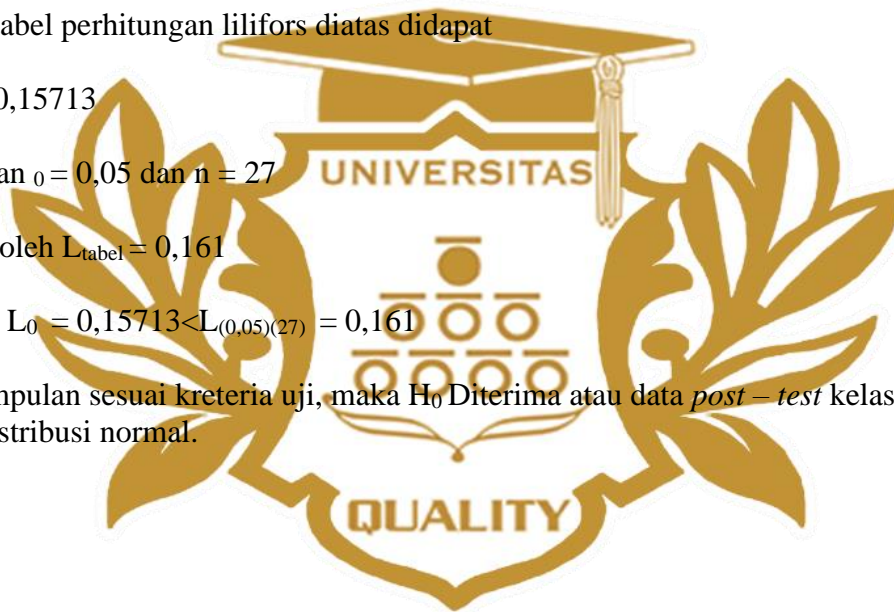 abel perhitungan lilifors diatas didapat
0,15713
an ₀ = 0,05 dan n = 27
UNIVERSITAS
oleh Ltabel = 0,161
L₀ = 0,15713<L(0,05)(27) = 0,161
npulan sesuai kreteria uji, maka H₀ Diterima atau data post – test kelas
stribusi normal.
QUALITY